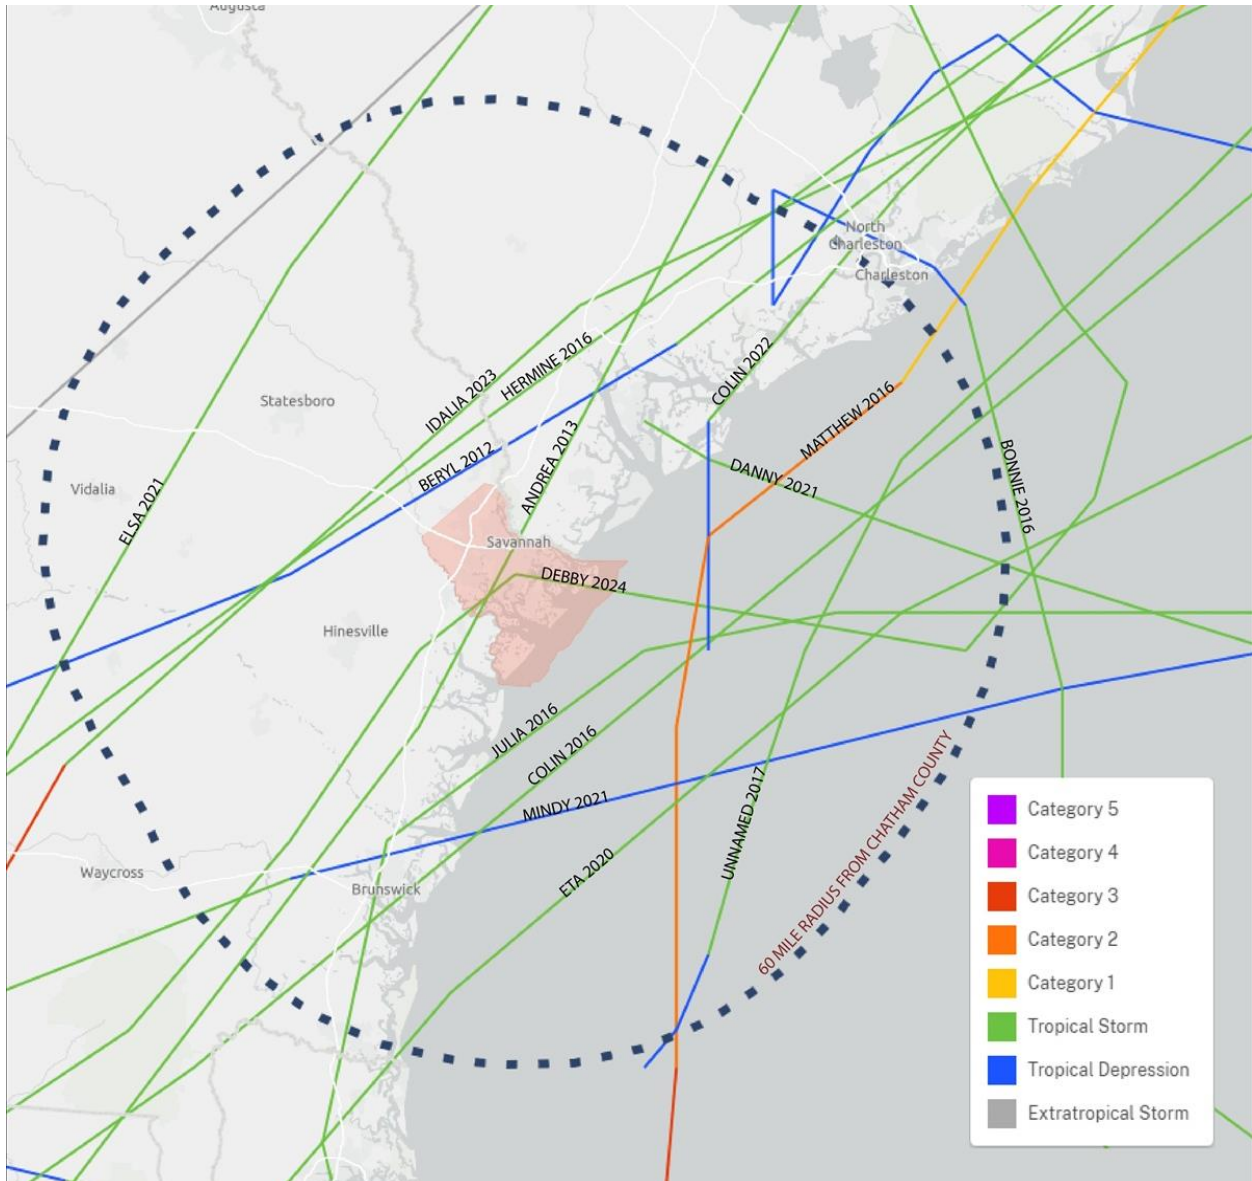 Augusta
North
Charleston
Charleston
HERMINE 2016
COLIN 2022
IDALIA 2023
Statesboro
MATTHEW 2016
BERYL 2012
ANDREA 2013
DANNY 2021
BONNIE 2016
Vidalia
ELSA 2021
Savannah
DEBBY 2024
Hinesville
JULIA 2016
COLIN 2016
MINDY 2021
UNNAMED 2017
60 MILE RADIUS FROM CHATHAM COUNTY
Waycross
ETA 2020
Brunswick
Category 5
Category 4
Category 3
Category 2
Category 1
Tropical Storm
Tropical Depression
Extratropical Storm